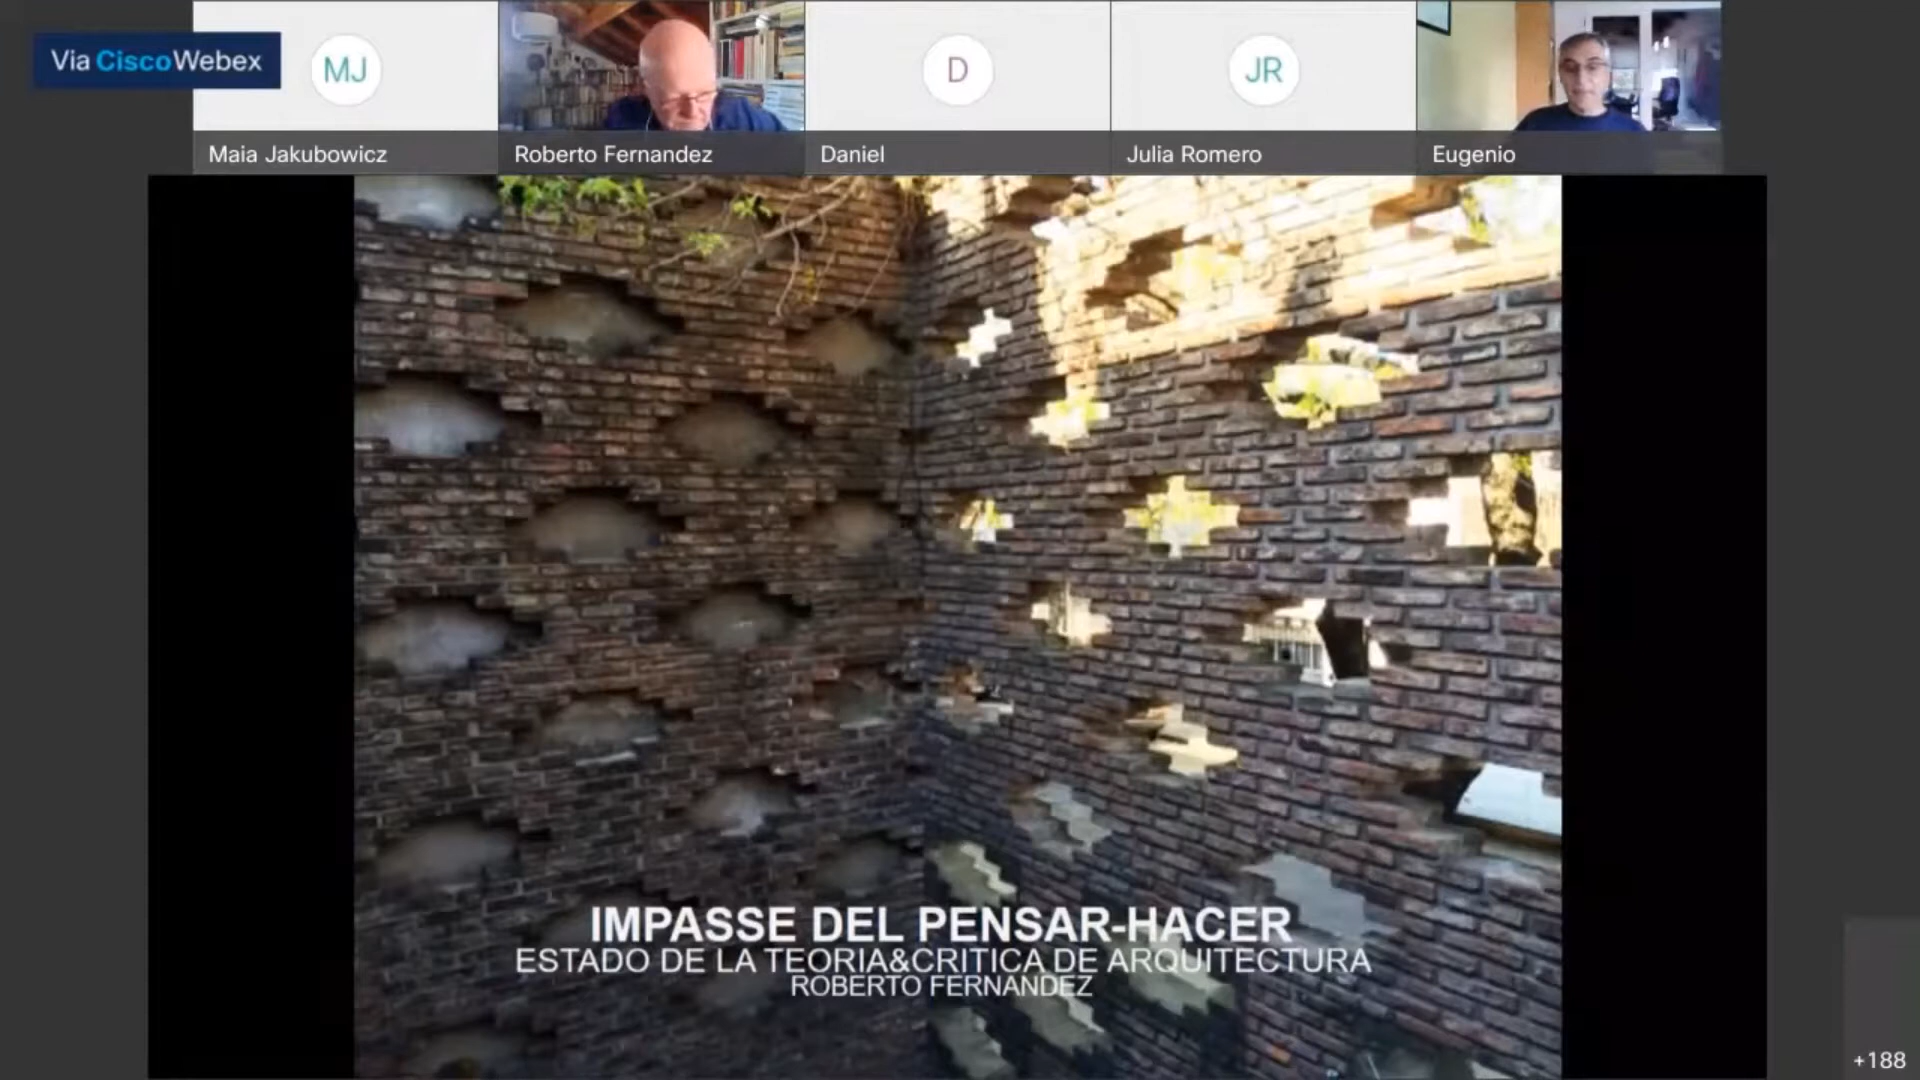 Via CiscoWebex
MJ
D
JR
Maia Jakubowicz
Roberto Fernandez
Daniel
Julia Romero
Eugenio
IMPASSE DEL PENSAR-HACER
ESTADO DE LA TEORIA&CRITICA DE ARQUITECTURA
ROBERTO FERNANDEZ
+188